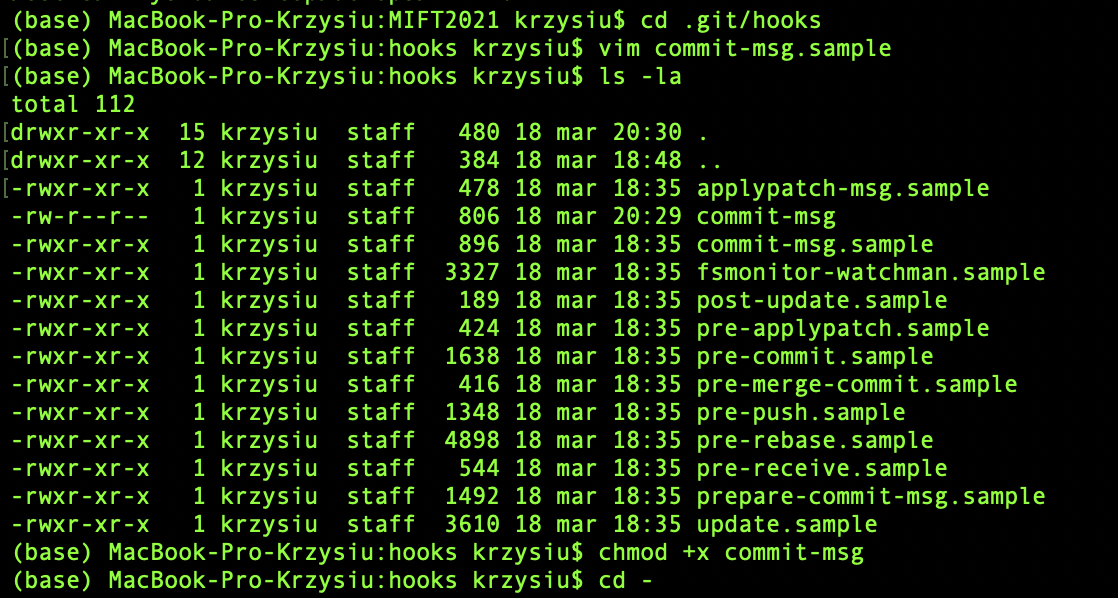 (base) MacBook-Pro-Krzysiu:MIFT2021 krzysiu$ cd .git/hooks
[(base) MacBook-Pro-Krzysiu:hooks krzysiu$ vim commit-msg.sample
[(base) MacBook-Pro-Krzysiu:hooks krzysiu$ ls -la
total 112
[drwxr-xr-x  15 krzysiu  staff   480 18 mar 20:30 .
[drwxr-xr-x  12 krzysiu  staff   384 18 mar 18:48 ..
[-rwxr-xr-x   1 krzysiu  staff   478 18 mar 18:35 applypatch-msg.sample
-rw-r--r--   1 krzysiu  staff   806 18 mar 20:29 commit-msg
-rwxr-xr-x   1 krzysiu  staff   896 18 mar 18:35 commit-msg.sample
-rwxr-xr-x   1 krzysiu  staff  3327 18 mar 18:35 fsmonitor-watchman.sample
-rwxr-xr-x   1 krzysiu  staff   189 18 mar 18:35 post-update.sample
-rwxr-xr-x   1 krzysiu  staff   424 18 mar 18:35 pre-applypatch.sample
-rwxr-xr-x   1 krzysiu  staff  1638 18 mar 18:35 pre-commit.sample
-rwxr-xr-x   1 krzysiu  staff   416 18 mar 18:35 pre-merge-commit.sample
-rwxr-xr-x   1 krzysiu  staff  1348 18 mar 18:35 pre-push.sample
-rwxr-xr-x   1 krzysiu  staff  4898 18 mar 18:35 pre-rebase.sample
-rwxr-xr-x   1 krzysiu  staff   544 18 mar 18:35 pre-receive.sample
-rwxr-xr-x   1 krzysiu  staff  1492 18 mar 18:35 prepare-commit-msg.sample
-rwxr-xr-x   1 krzysiu  staff  3610 18 mar 18:35 update.sample
(base) MacBook-Pro-Krzysiu:hooks krzysiu$ chmod +x commit-msg
(base) MacBook-Pro-Krzysiu:hooks krzysiu$ cd -